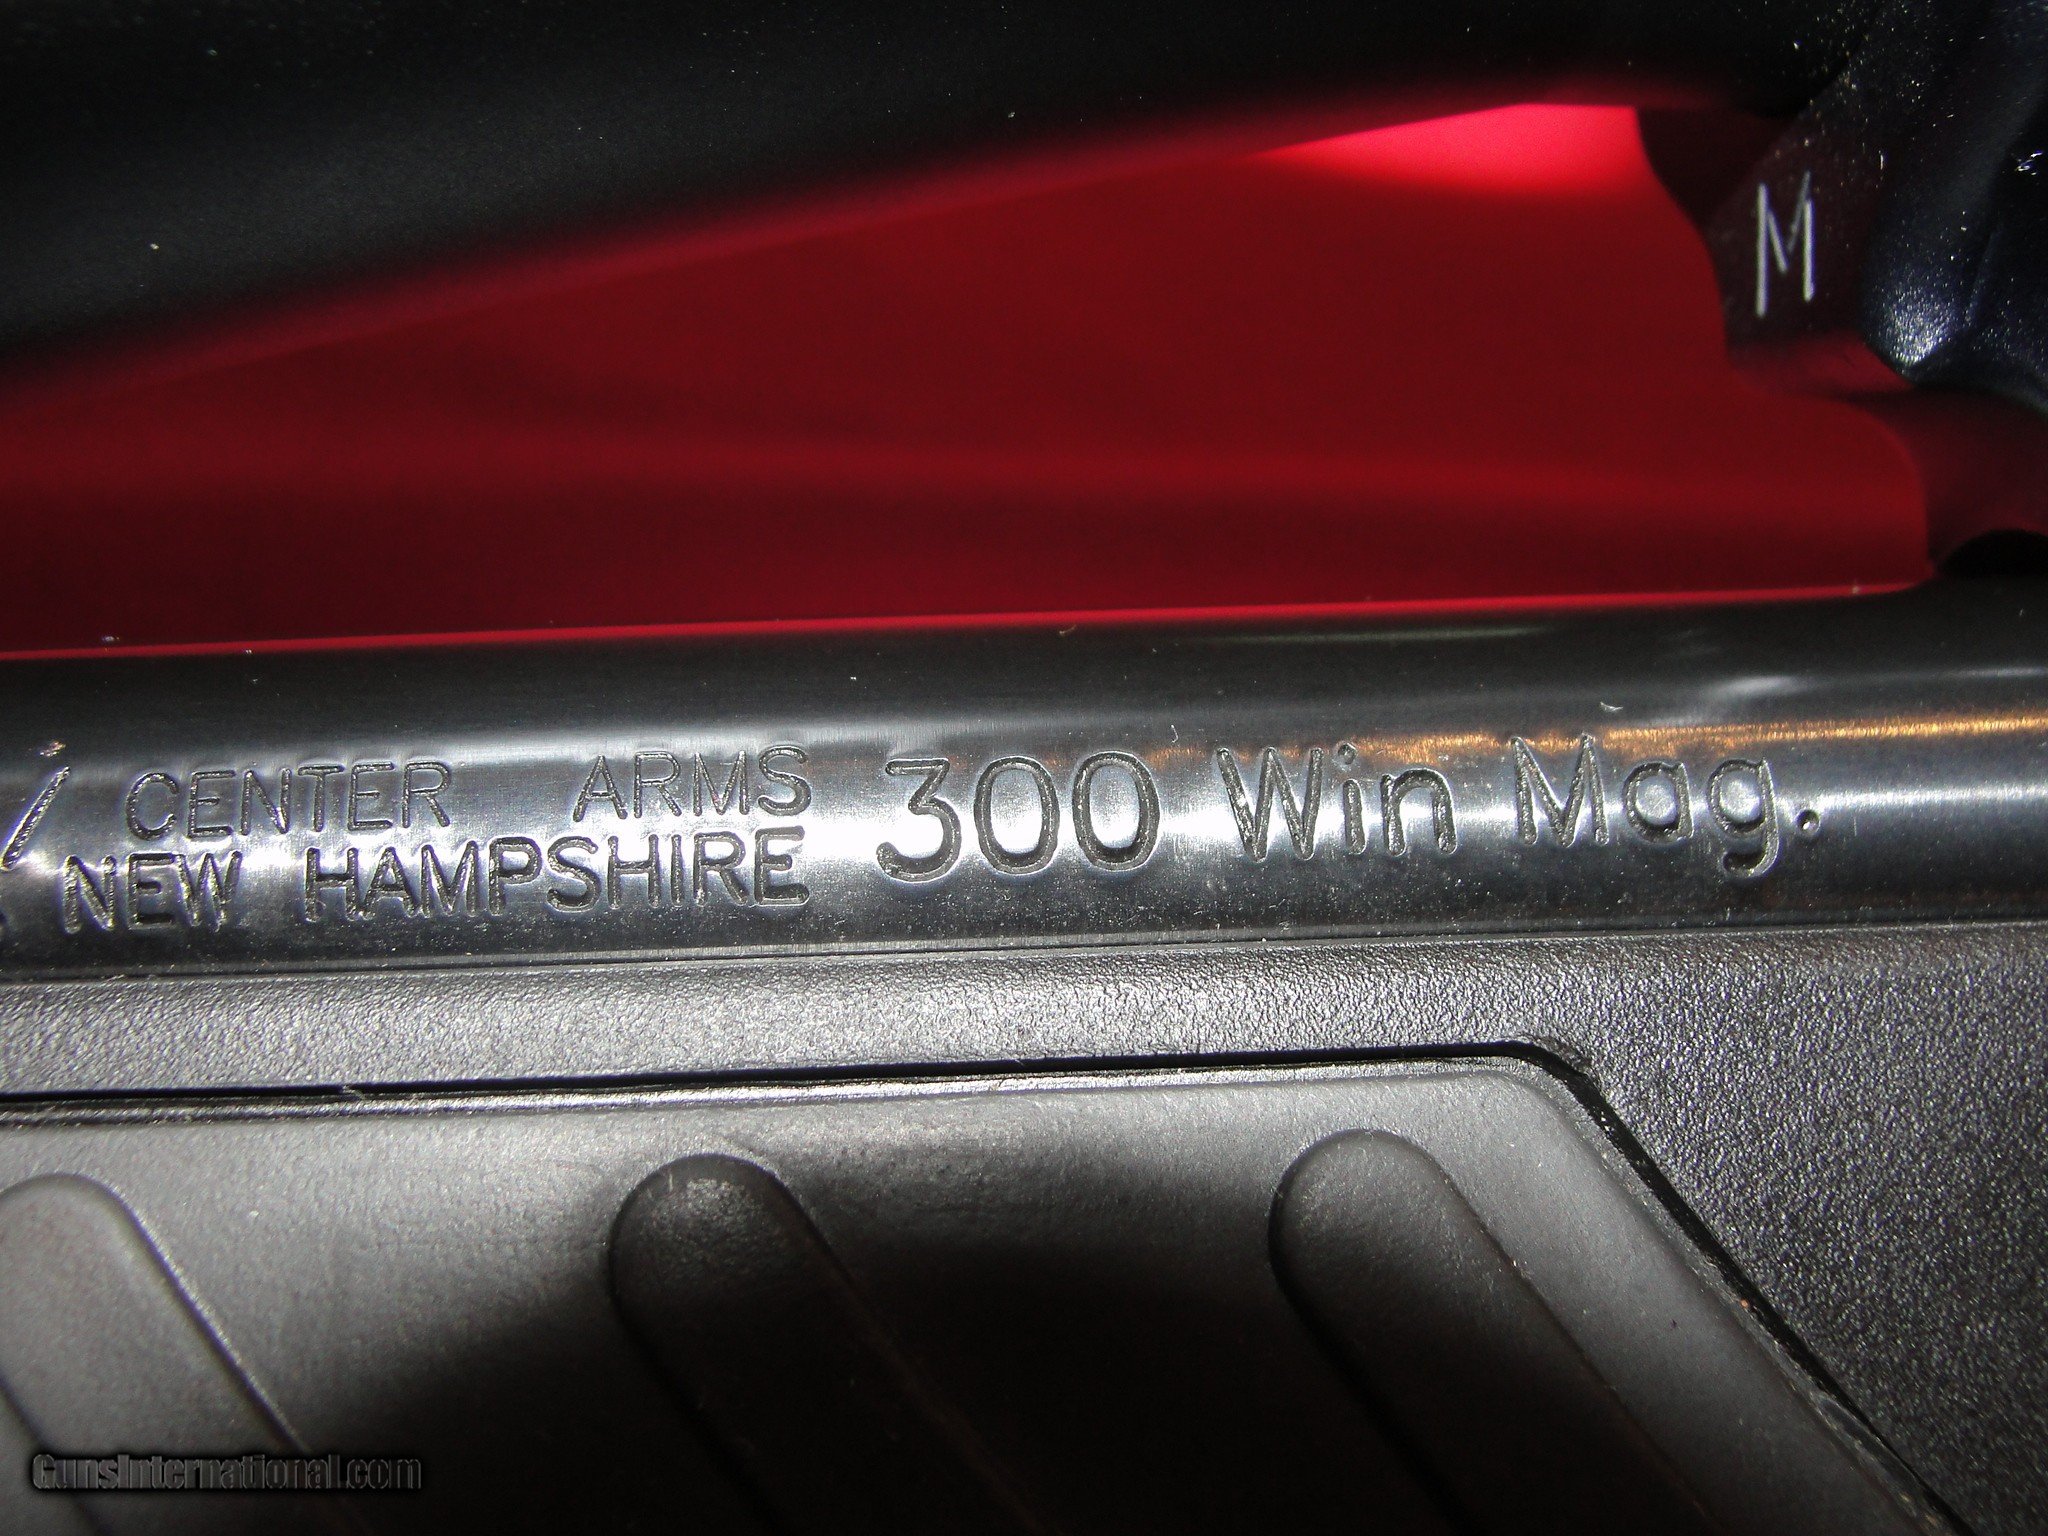 M
/ CENTER ARMS 300 Win Mag.
NEW HAMPSHIRE
GunsInternational.com